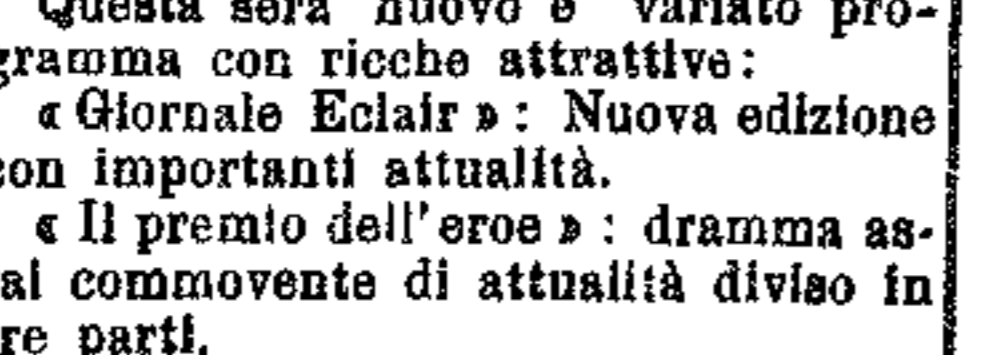 Questa sera nuovo e variato pro-
gramma con ricche attrattive:
« Giornale Eclair » : Nuova edizione
con importanti attualità.
« Il premio dell'eroe » : dramma as-
sai commovente di attualità diviso in
tre parti.